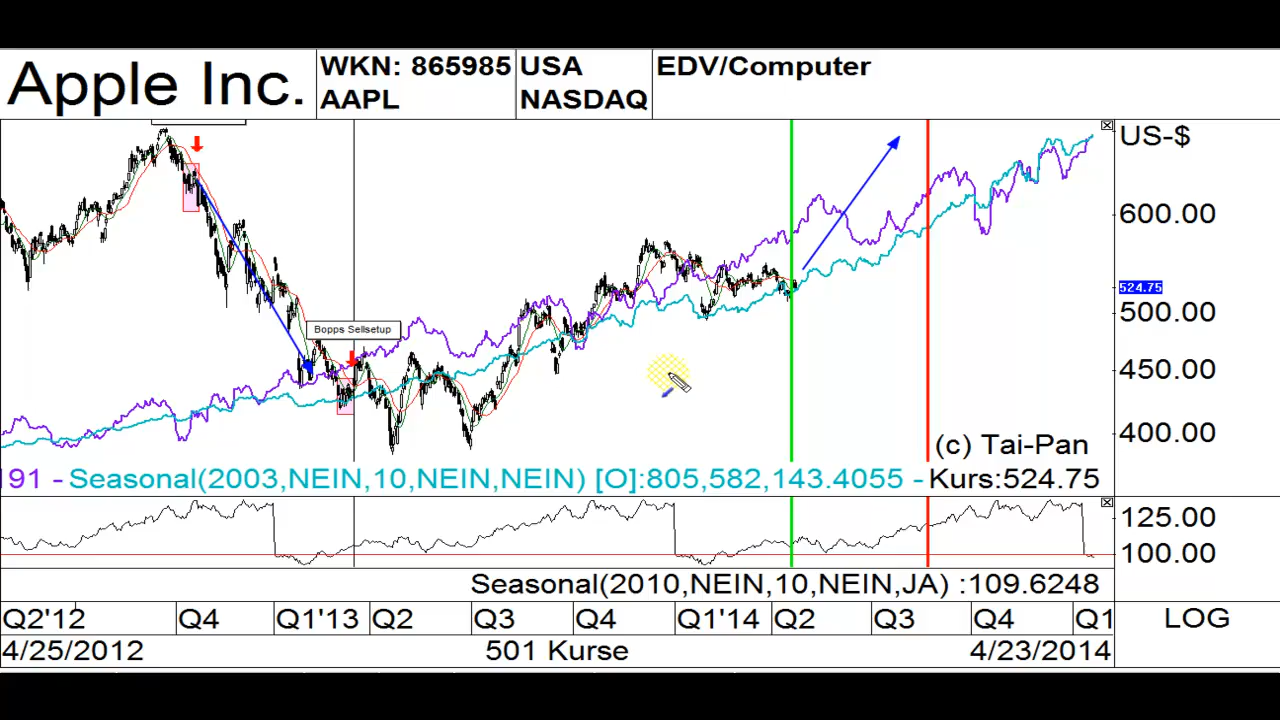 Apple Inc.
WKN: 865985
AAPL
USA
NASDAQ
EDV/Computer
US-$
600.00
524.75
500.00
450.00
400.00
Bopps Sellsetup
(c) Tai-Pan
191 - Seasonal(2003,NEIN,10,NEIN,NEIN) [O]:805,582,143.4055 - Kurs:524.75
125.00
100.00
Seasonal(2010,NEIN,10,NEIN,JA) :109.6248
Q2'12 Q4 Q1'13 Q2 Q3 Q4 Q1'14 Q2 Q3 Q4 Q1
LOG
4/25/2012 501 Kurse 4/23/2014